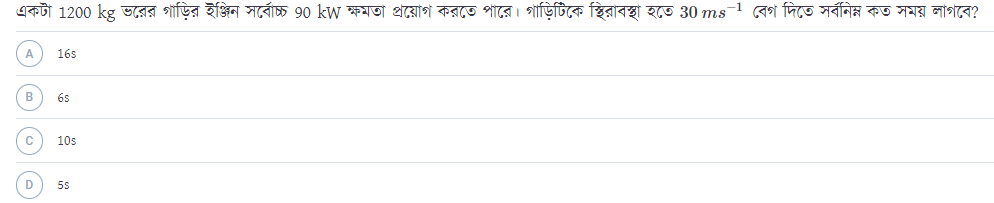 একটা 1200 kg ভরের গাড়ির ইঞ্জিন সর্বোচ্চ 90 kW ক্ষমতা প্রয়োগ করতে পারে। গাড়িটিকে স্থিরাবস্থা হতে 30 ms⁻¹ বেগ দিতে সর্বনিম্ন কত সময় লাগবে?
A 16s
B 6s
C 10s
D 5s